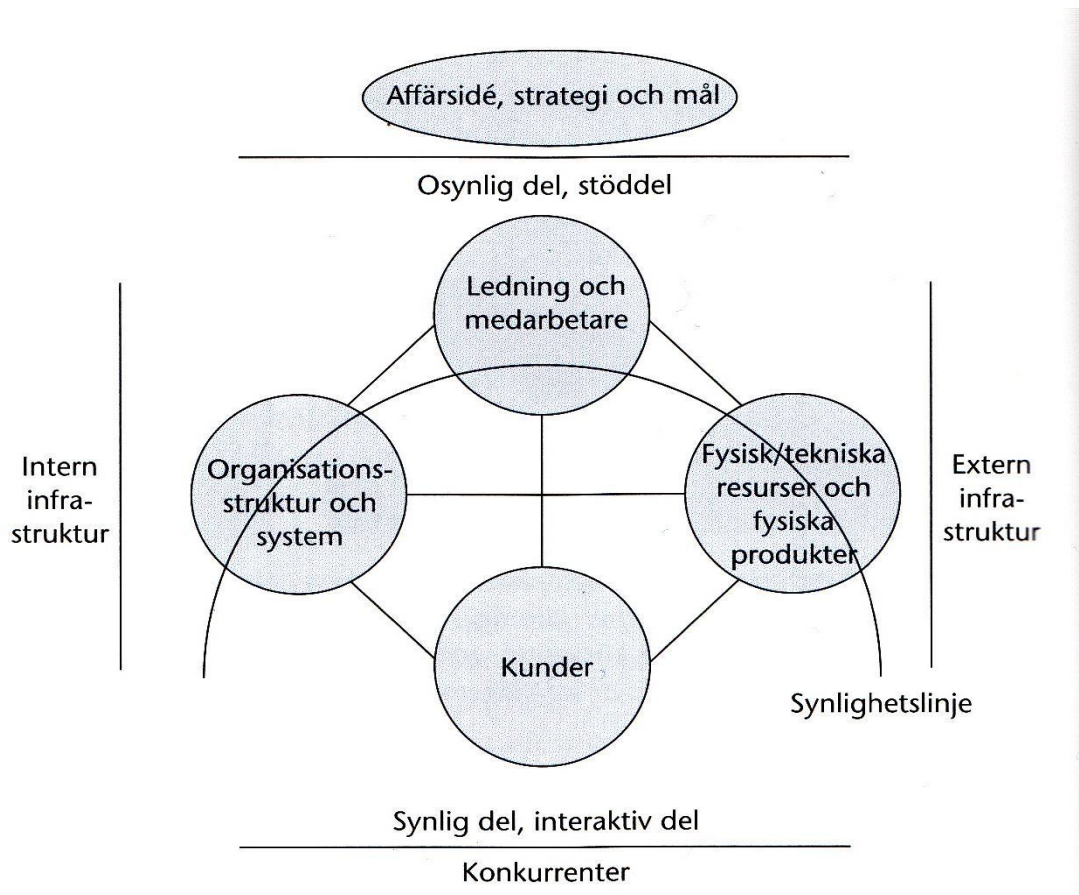 Affärsidé, strategi och mål
Osynlig del, stöddel
Ledning och
medarbetare
Intern
infra-
struktur
Organisations-
struktur och
system
Fysisk/tekniska
resurser och
fysiska
produkter
Extern
infra-
struktur
Kunder
Synlighetslinje
Synlig del, interaktiv del
Konkurrenter